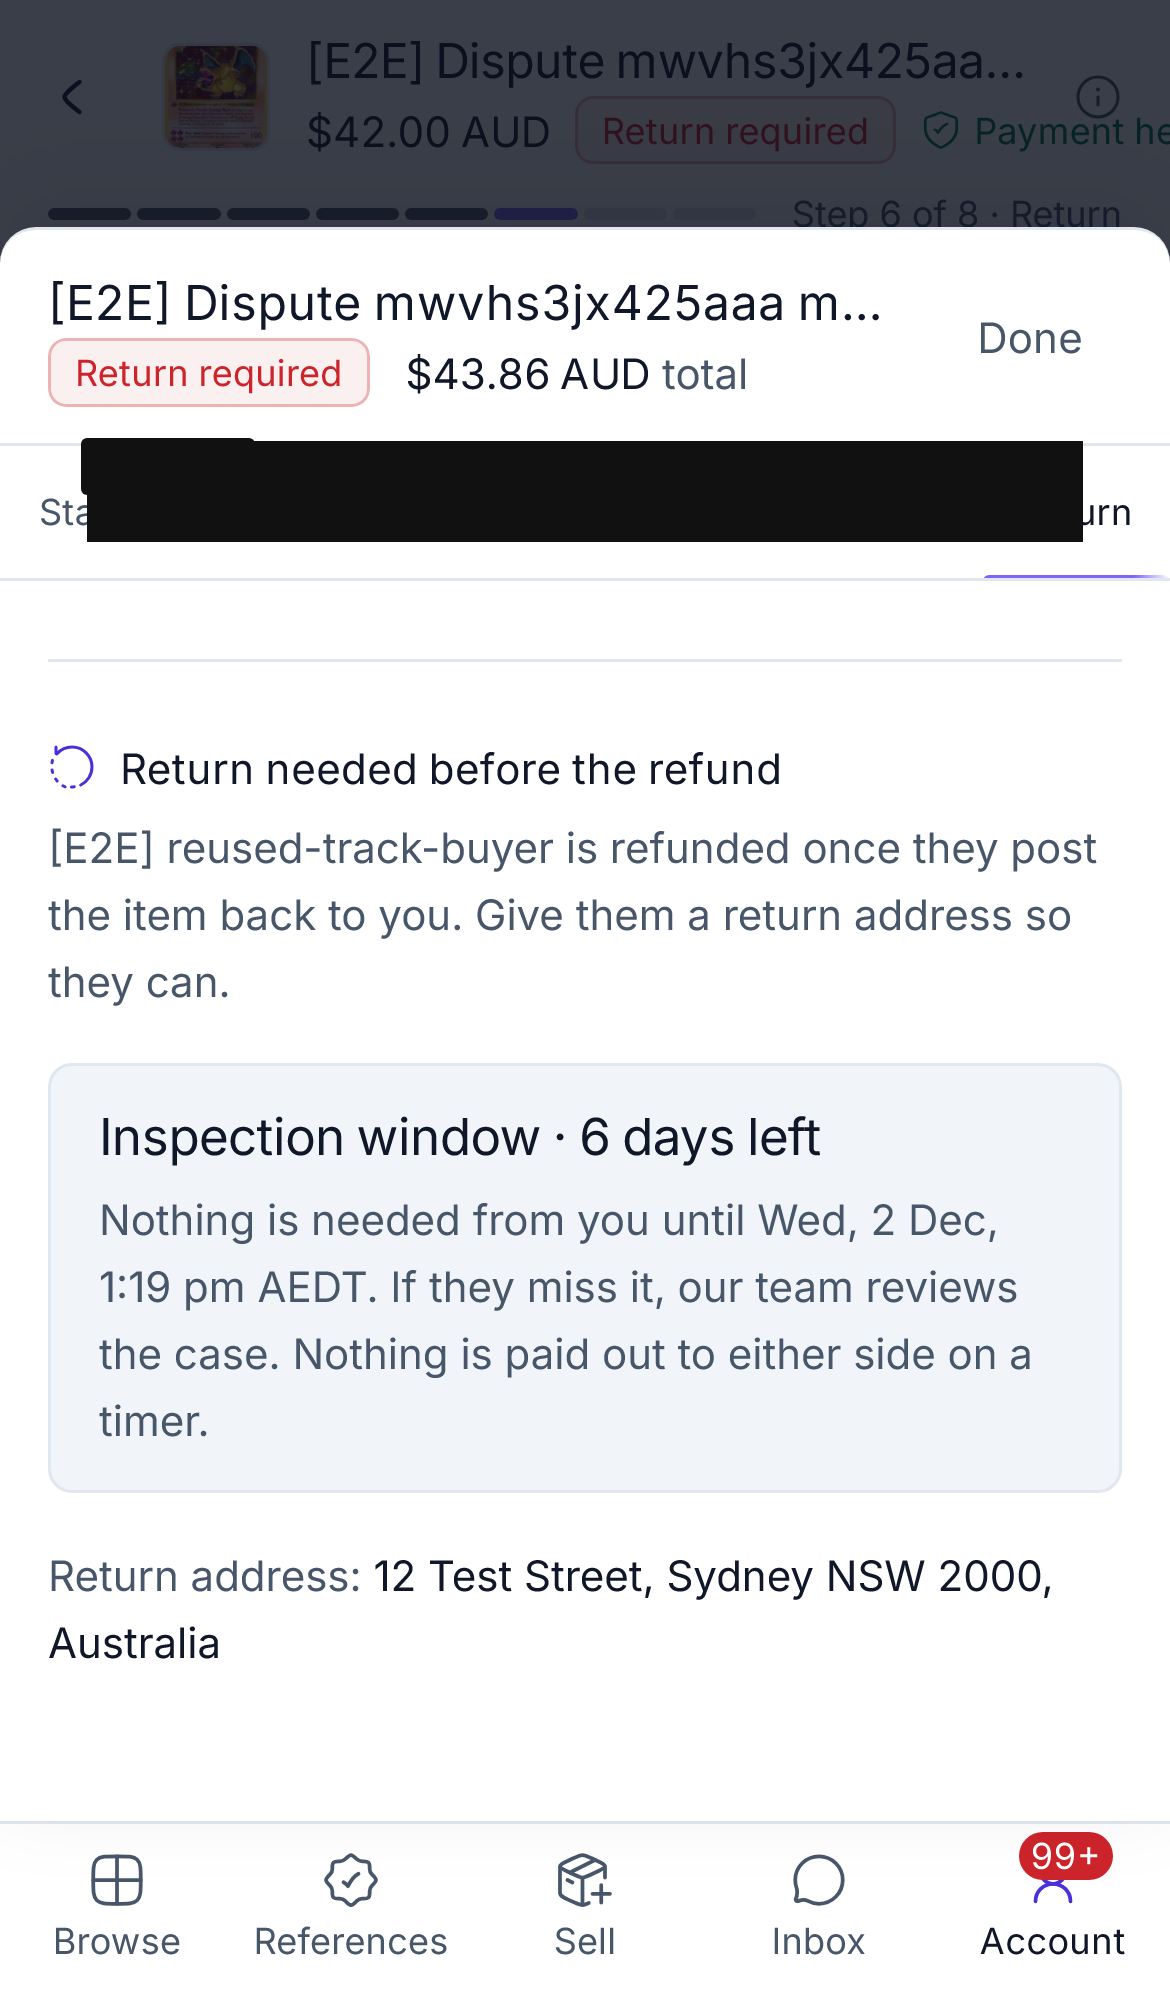 [E2E] Dispute mwvhs3jx425aa...
$42.00 AUD Return required Payment he
Step 6 of 8 · Return
[E2E] Dispute mwvhs3jx425aaa m...
Return required $43.86 AUD total
Done
Sta urn
Return needed before the refund
[E2E] reused-track-buyer is refunded once they post
the item back to you. Give them a return address so
they can.
Inspection window · 6 days left
Nothing is needed from you until Wed, 2 Dec,
1:19 pm AEDT. If they miss it, our team reviews
the case. Nothing is paid out to either side on a
timer.
Return address: 12 Test Street, Sydney NSW 2000,
Australia
99+
Browse References Sell Inbox Account